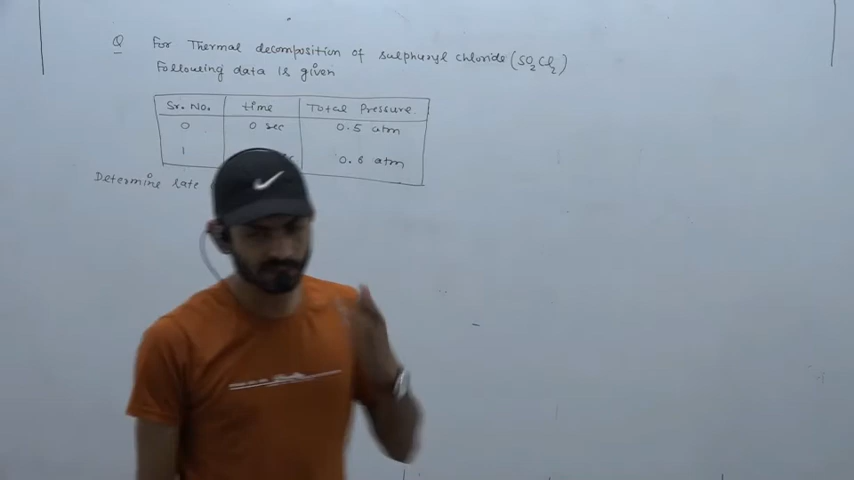 Q For Thermal decomposition of sulphuryl chloride (SO2Cl2)
Following data is given
Sr. No. time Total Pressure
0 0 sec 0.5 atm
1 0.6 atm
Determine rate